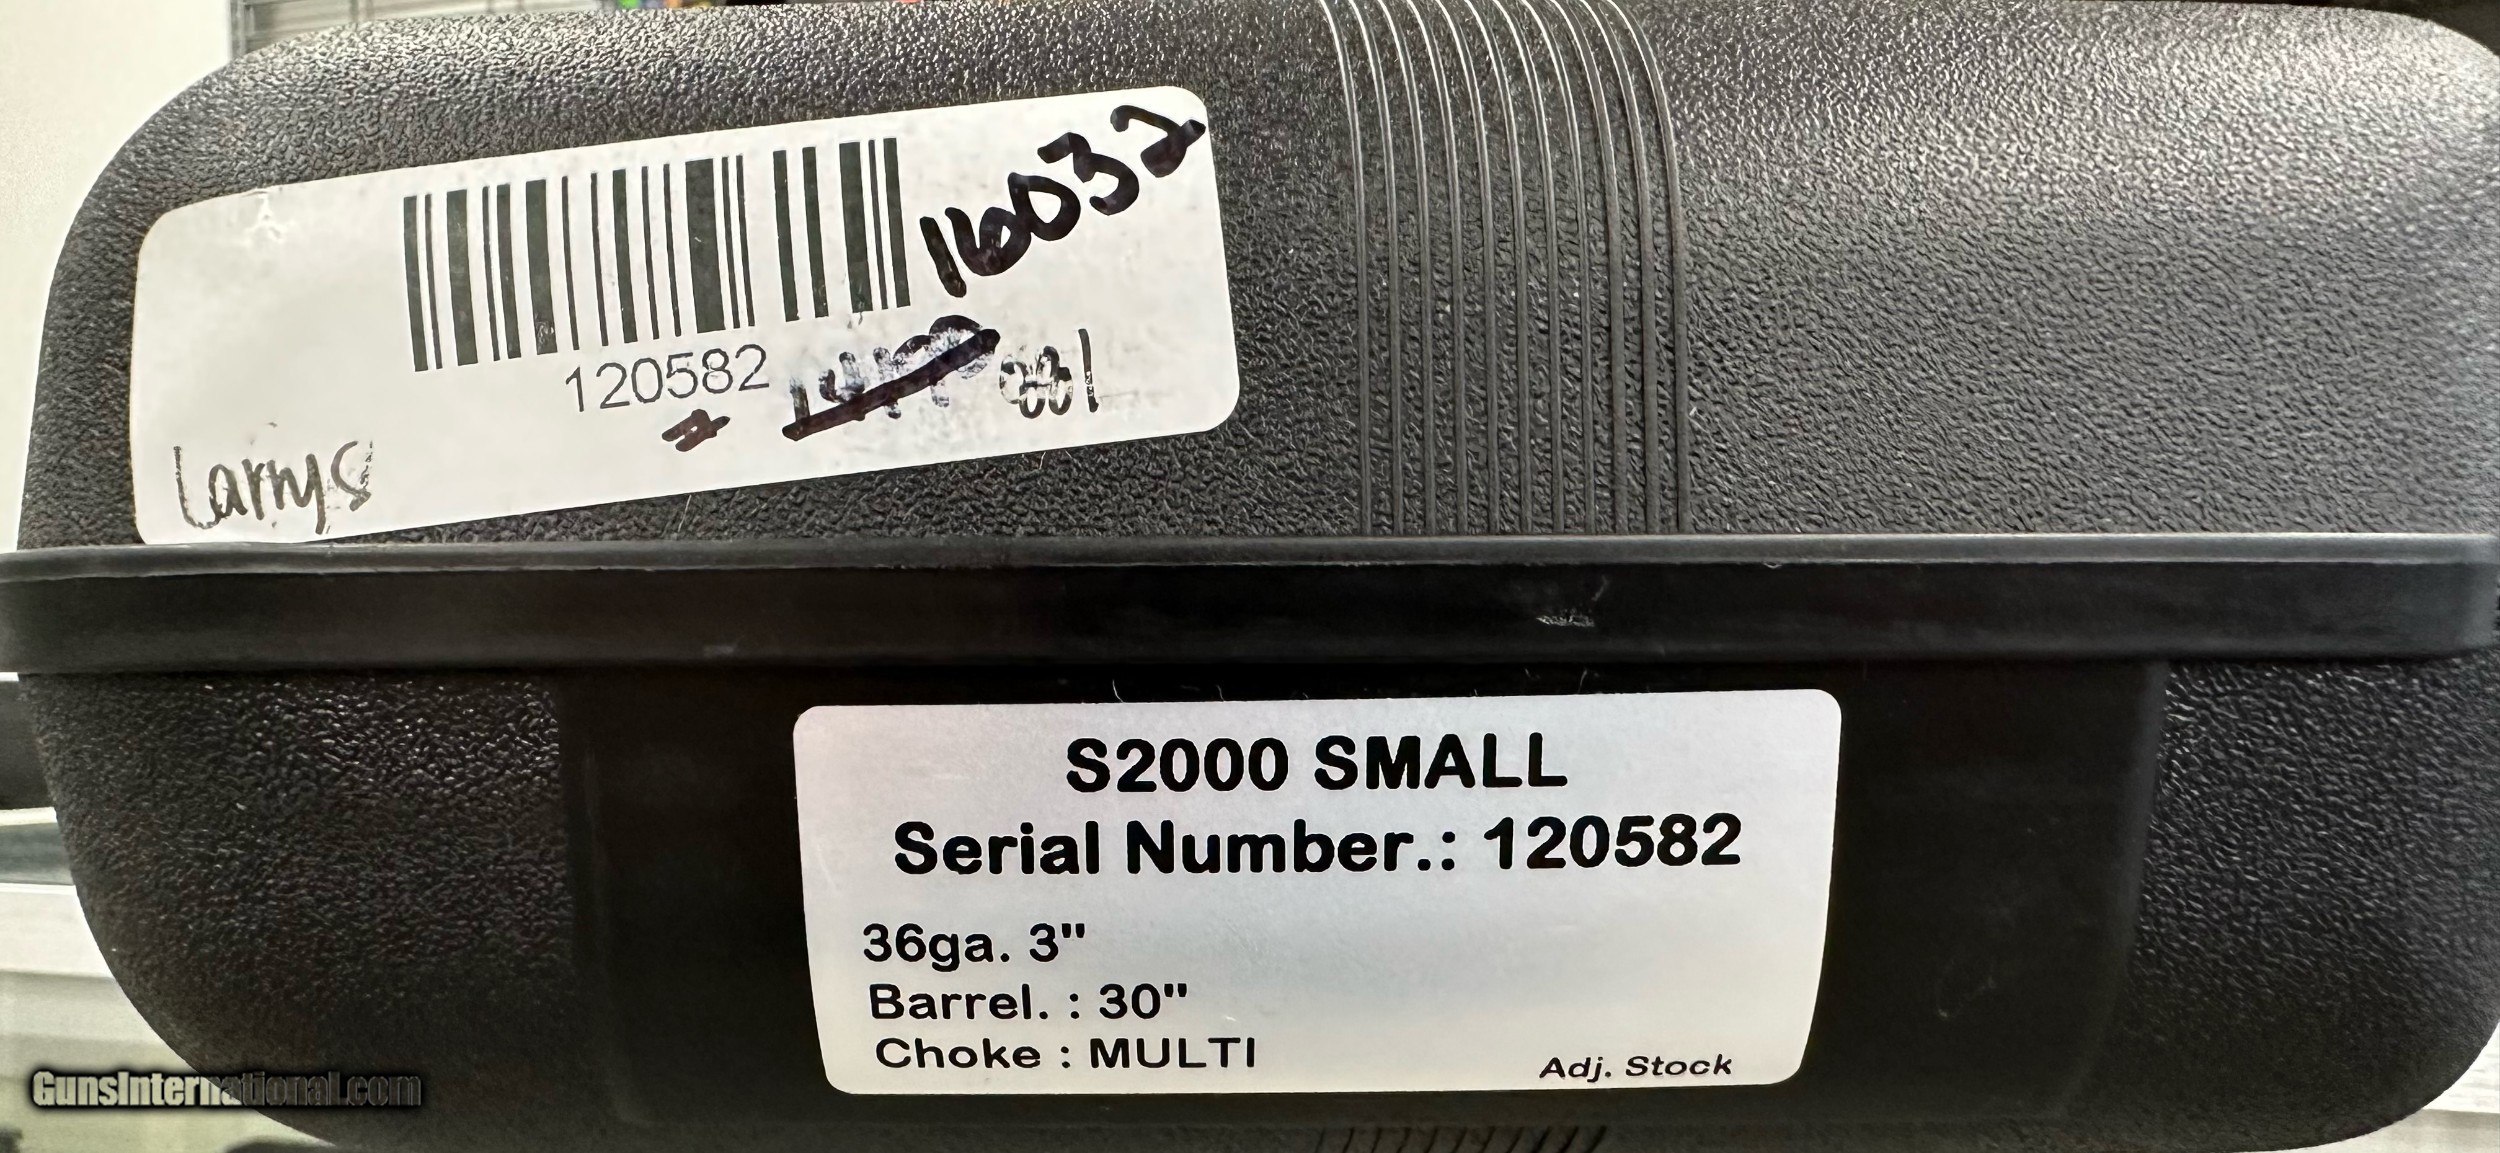 16032
120582
Larrys
S2000 SMALL
Serial Number.: 120582
36ga. 3"
Barrel. : 30"
Choke : MULTI
Adj. Stock
GunsInternational.com